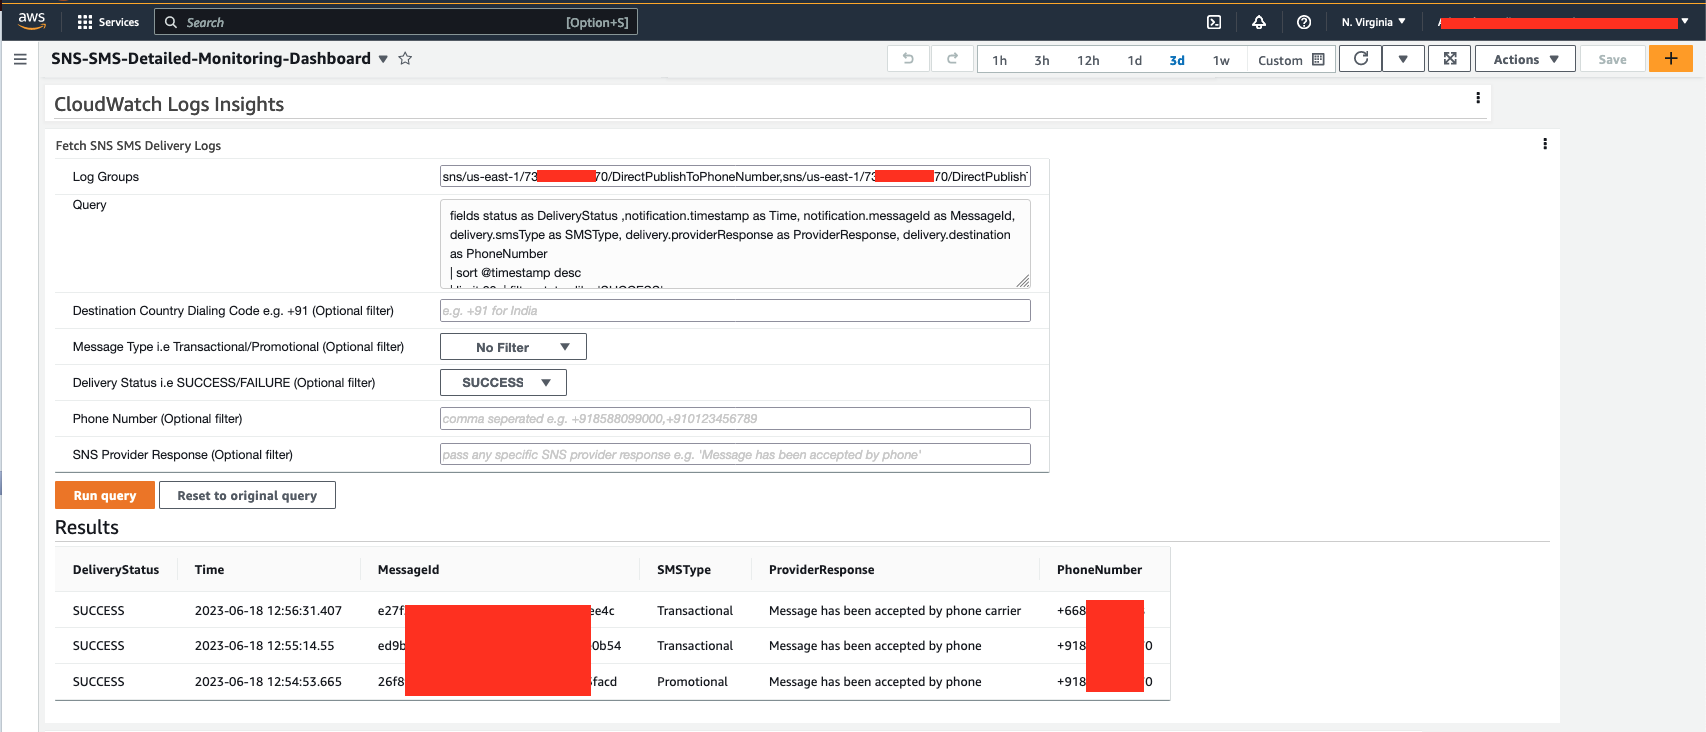 aws Services Search [Option+S] N. Virginia
SNS-SMS-Detailed-Monitoring-Dashboard 1h 3h 12h 1d 3d 1w Custom Actions Save +
CloudWatch Logs Insights
Fetch SNS SMS Delivery Logs
Log Groups sns/us-east-1/73 70/DirectPublishToPhoneNumber,sns/us-east-1/73 70/DirectPublish
Query
fields status as DeliveryStatus ,notification.timestamp as Time, notification.messageId as MessageId,
delivery.smsType as SMSType, delivery.providerResponse as ProviderResponse, delivery.destination
as PhoneNumber
| sort @timestamp desc
Destination Country Dialing Code e.g. +91 (Optional filter) e.g. +91 for India
Message Type i.e Transactional/Promotional (Optional filter) No Filter
Delivery Status i.e SUCCESS/FAILURE (Optional filter) SUCCESS
Phone Number (Optional filter) comma seperated e.g. +918588099000,+910123456789
SNS Provider Response (Optional filter) pass any specific SNS provider response e.g. 'Message has been accepted by phone'
Run query Reset to original query
Results
DeliveryStatus Time MessageId SMSType ProviderResponse PhoneNumber
SUCCESS 2023-06-18 12:56:31.407 e27f ee4c Transactional Message has been accepted by phone carrier +668
SUCCESS 2023-06-18 12:55:14.55 ed9b 0b54 Transactional Message has been accepted by phone +918 0
SUCCESS 2023-06-18 12:54:53.665 26f8 facd Promotional Message has been accepted by phone +918 0